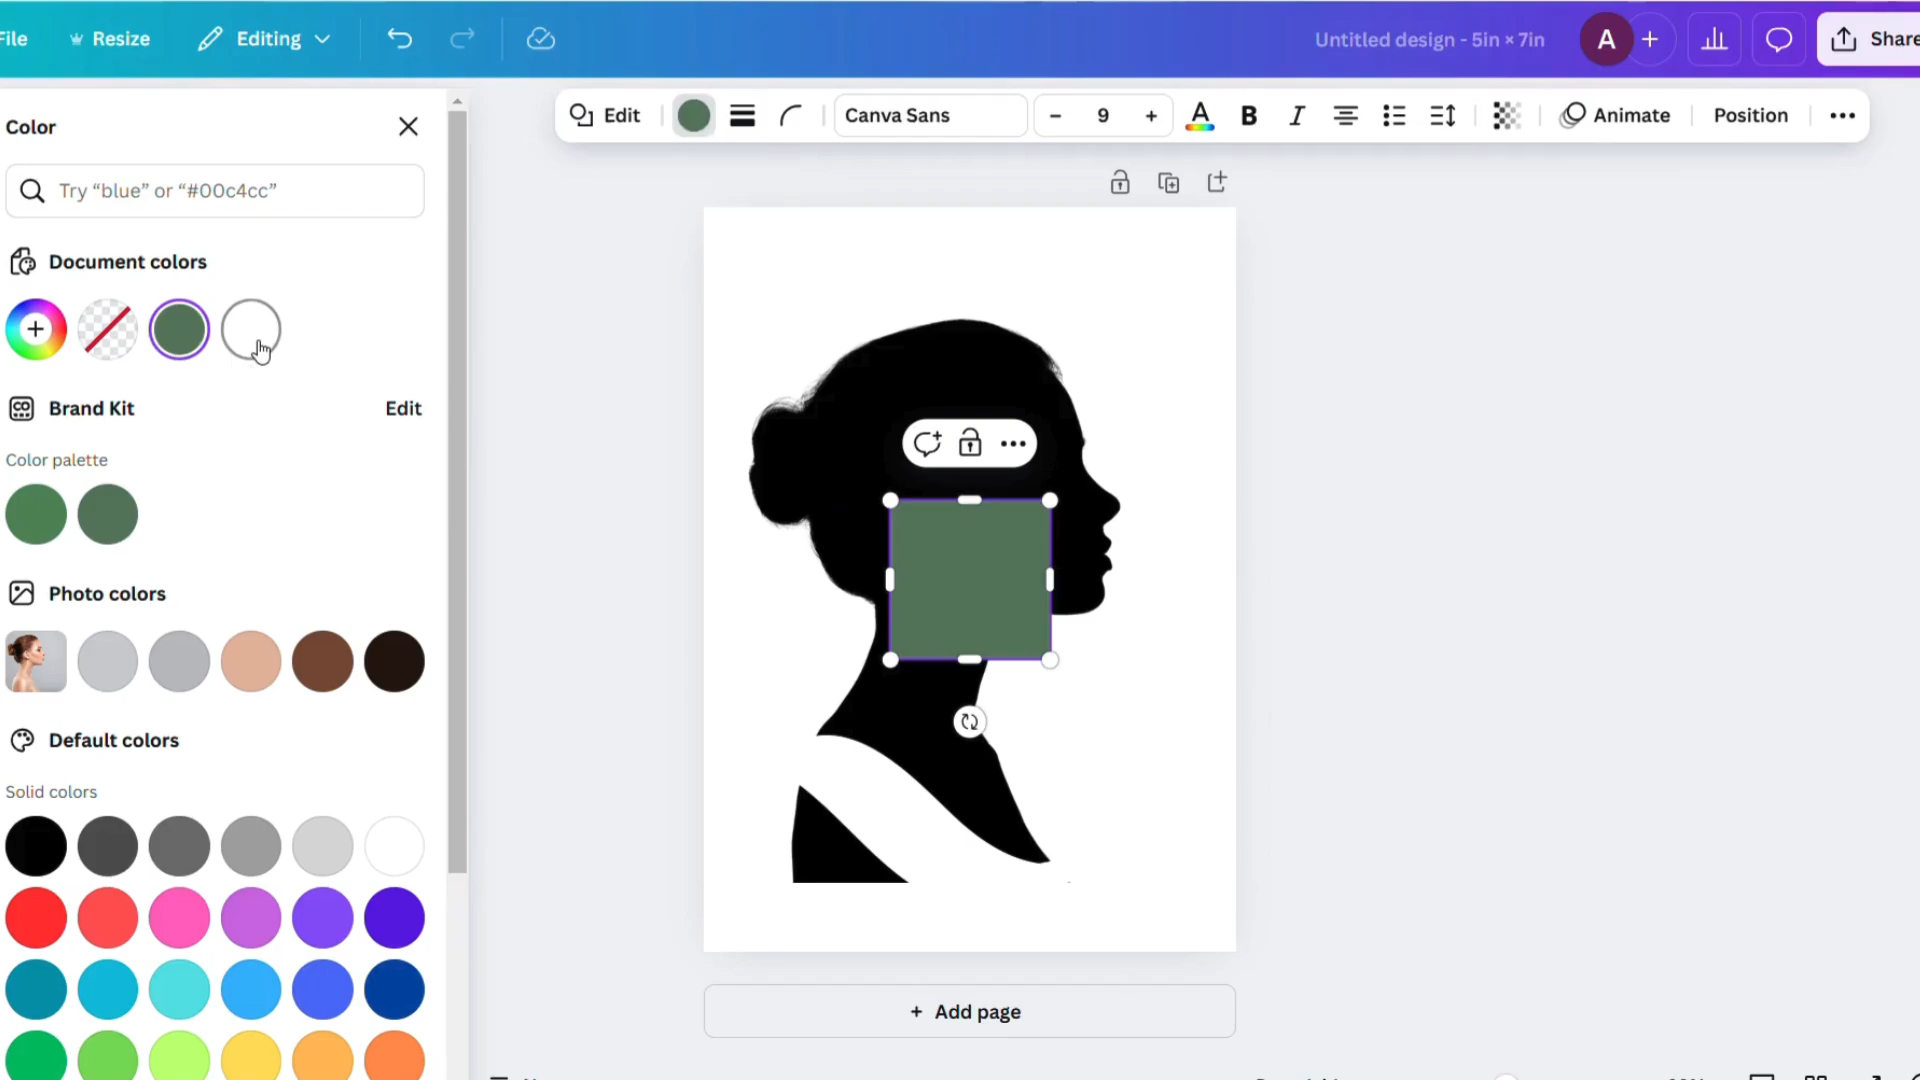 File
Resize
Editing
Untitled design - 5in × 7in
A
+
Share
Color
Edit
Canva Sans
– 9 +
A
B
I
Animate
Position
Try “blue” or “#00c4cc”
Document colors
Brand Kit
Edit
Color palette
Photo colors
Default colors
Solid colors
+ Add page